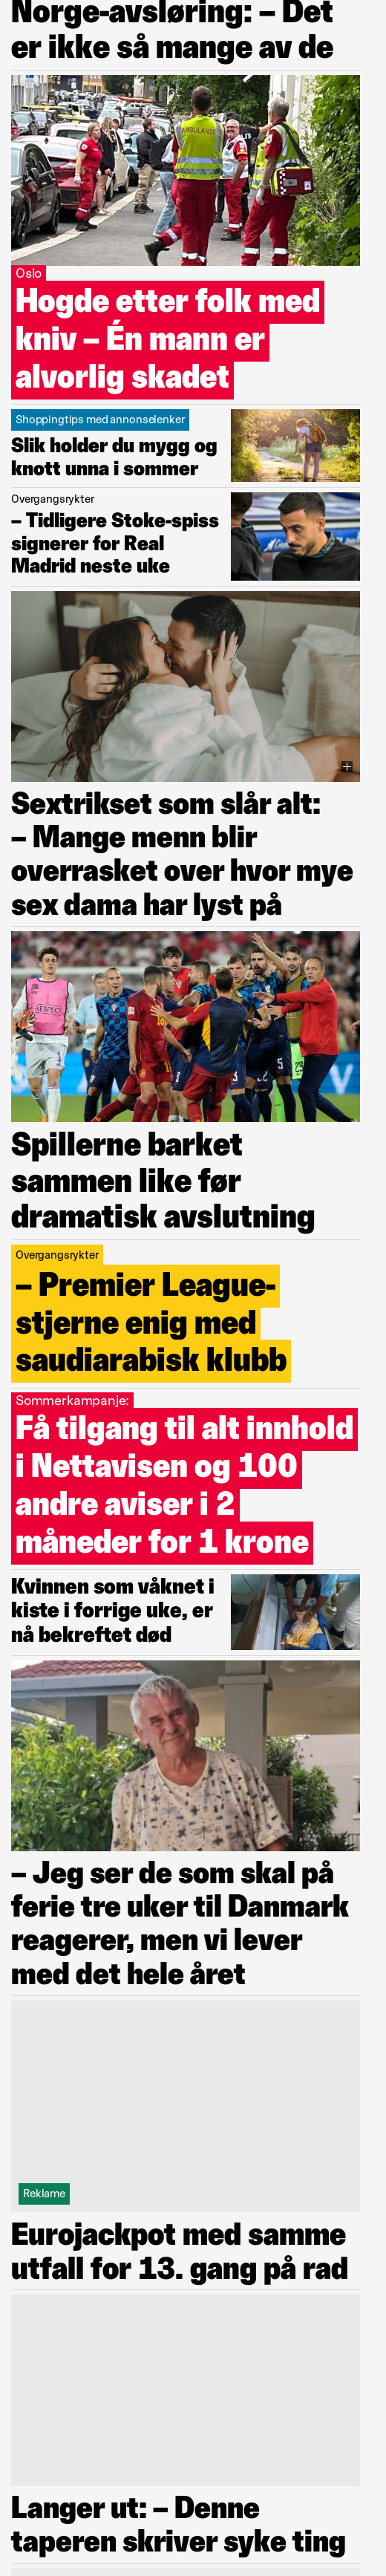 Norge-avsløring: – Det
er ikke så mange av de
AMBULANSE
Oslo
Hogde etter folk med
kniv – Én mann er
alvorlig skadet
Shoppingtips med annonselenker
Slik holder du mygg og
knott unna i sommer
Overgangsrykter
– Tidligere Stoke-spiss
signerer for Real
Madrid neste uke
Sextrikset som slår alt:
– Mange menn blir
overrasket over hvor mye
sex dama har lyst på
RESPECT
Spillerne barket
sammen like før
dramatisk avslutning
Overgangsrykter
– Premier League-
stjerne enig med
saudiarabisk klubb
Sommerkampanje:
Få tilgang til alt innhold
i Nettavisen og 100
andre aviser i 2
måneder for 1 krone
Kvinnen som våknet i
kiste i forrige uke, er
nå bekreftet død
– Jeg ser de som skal på
ferie tre uker til Danmark
reagerer, men vi lever
med det hele året
Reklame
Eurojackpot med samme
utfall for 13. gang på rad
Langer ut: – Denne
taperen skriver syke ting